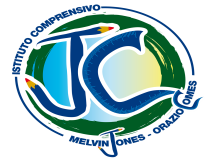 ISTITUTO COMPRENSIVO
JC
MELVIN JONES - ORAZIO COMES